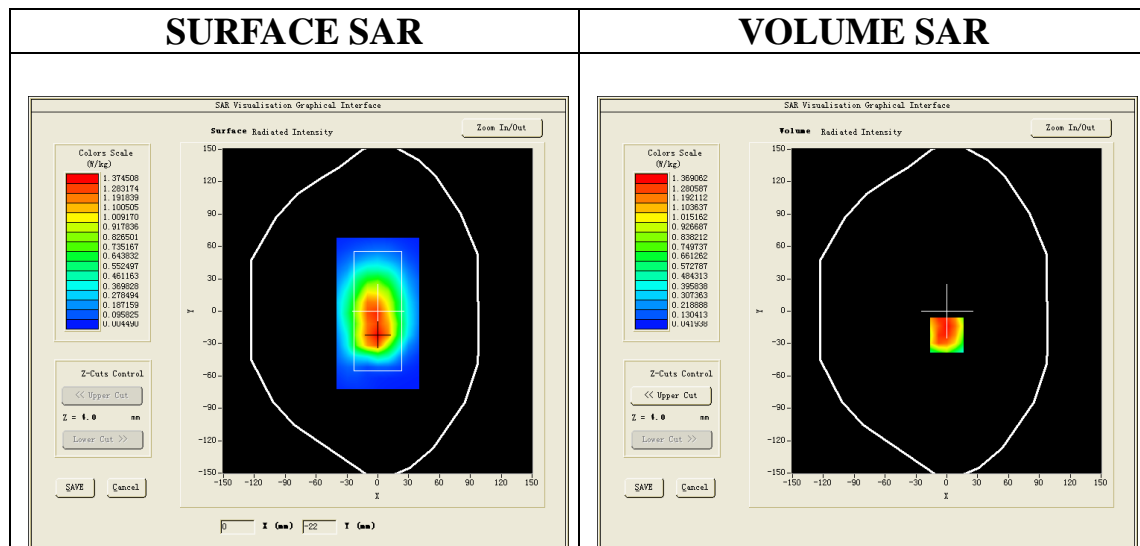 SURFACE SAR
SAR Visualisation Graphical Interface
Surface Radiated Intensity
Zoom In/Out
Colors Scale
(W/kg)
1.374508
1.283174
1.191839
1.100505
1.009170
0.917836
0.826501
0.735167
0.643832
0.552497
0.461163
0.369828
0.278494
0.187159
0.095825
0.004490
Z-Cuts Control
<< Upper Cut
Z = 4.0 mm
Lower Cut >>
SAVE Cancel
150
120
90
60
30
0
-30
-60
-90
-120
-150
Y
-150 -120 -90 -60 -30 0 30 60 90 120 150
X
0 X (mm) -22 Y (mm)
VOLUME SAR
SAR Visualisation Graphical Interface
Volume Radiated Intensity
Zoom In/Out
Colors Scale
(W/kg)
1.369062
1.280587
1.192112
1.103637
1.015162
0.926687
0.838212
0.749737
0.661262
0.572787
0.484313
0.395838
0.307363
0.218888
0.130413
0.041938
Z-Cuts Control
<< Upper Cut
Z = 4.0 mm
Lower Cut >>
SAVE Cancel
150
120
90
60
30
0
-30
-60
-90
-120
-150
Y
-150 -120 -90 -60 -30 0 30 60 90 120 150
X